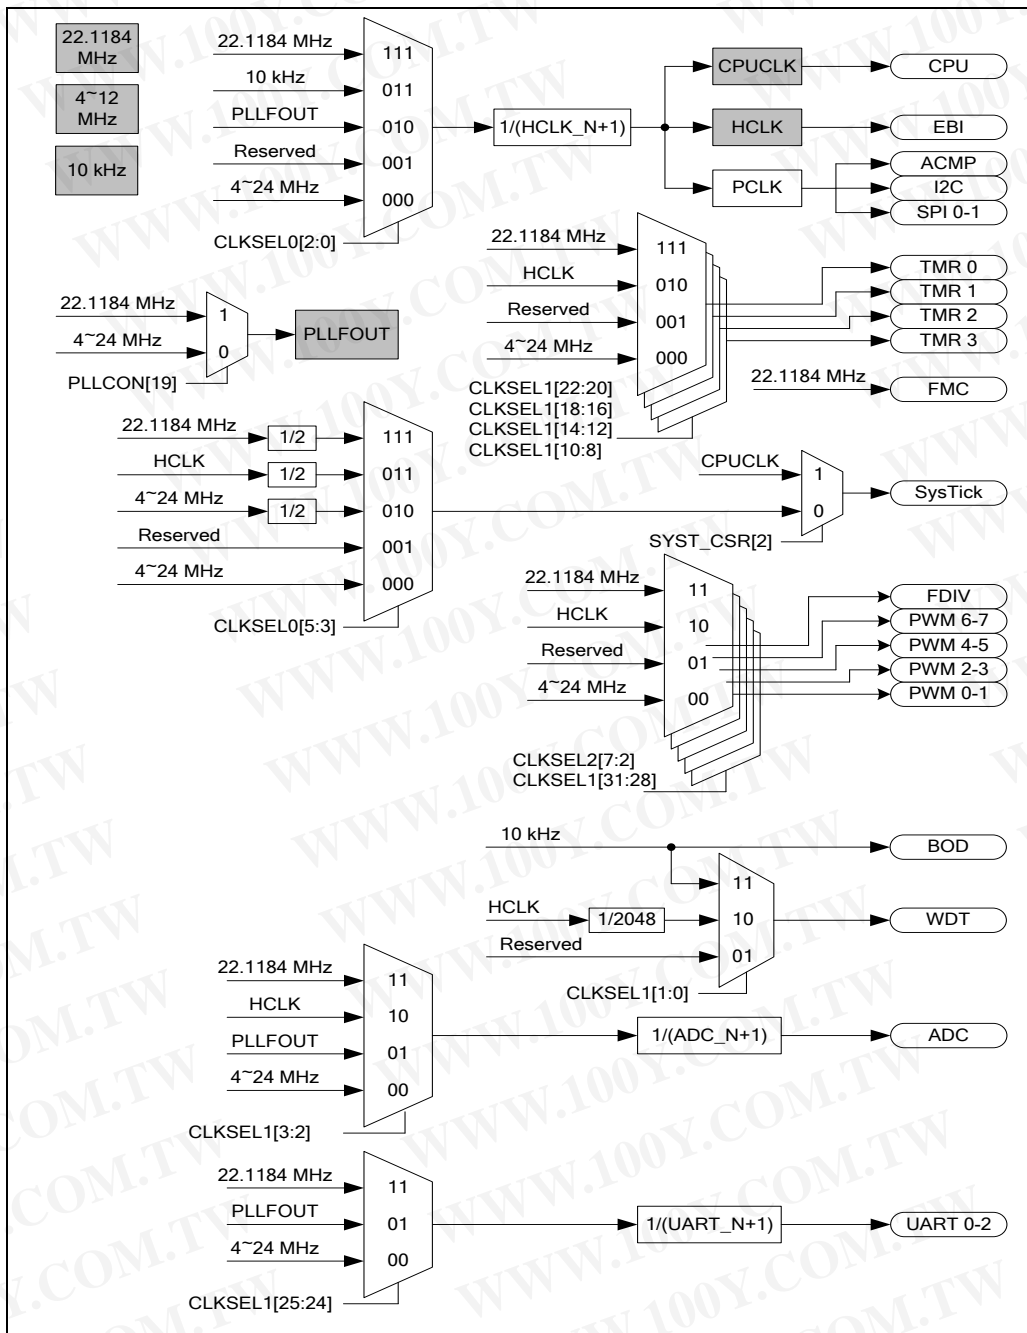 22.1184
MHz
4~12
MHz
10 kHz
22.1184 MHz
111
10 kHz
011
PLLFOUT
010
Reserved
001
4~24 MHz
000
CLKSEL0[2:0]
1/(HCLK_N+1)
CPUCLK
CPU
HCLK
EBI
PCLK
ACMP
I2C
SPI 0-1
22.1184 MHz
111
HCLK
010
Reserved
001
4~24 MHz
000
CLKSEL1[22:20]
CLKSEL1[18:16]
CLKSEL1[14:12]
CLKSEL1[10:8]
TMR 0
TMR 1
TMR 2
TMR 3
22.1184 MHz
1
4~24 MHz
0
PLLCON[19]
PLLFOUT
22.1184 MHz
FMC
22.1184 MHz
1/2
111
HCLK
1/2
011
4~24 MHz
1/2
010
Reserved
001
4~24 MHz
000
CLKSEL0[5:3]
CPUCLK
1
0
SYST_CSR[2]
SysTick
22.1184 MHz
11
HCLK
10
Reserved
01
4~24 MHz
00
CLKSEL2[7:2]
CLKSEL1[31:28]
FDIV
PWM 6-7
PWM 4-5
PWM 2-3
PWM 0-1
10 kHz
BOD
11
HCLK
1/2048
10
WDT
Reserved
01
CLKSEL1[1:0]
22.1184 MHz
11
HCLK
10
PLLFOUT
01
4~24 MHz
00
CLKSEL1[3:2]
1/(ADC_N+1)
ADC
22.1184 MHz
11
PLLFOUT
01
4~24 MHz
00
CLKSEL1[25:24]
1/(UART_N+1)
UART 0-2
WWW.100Y.COM.TW